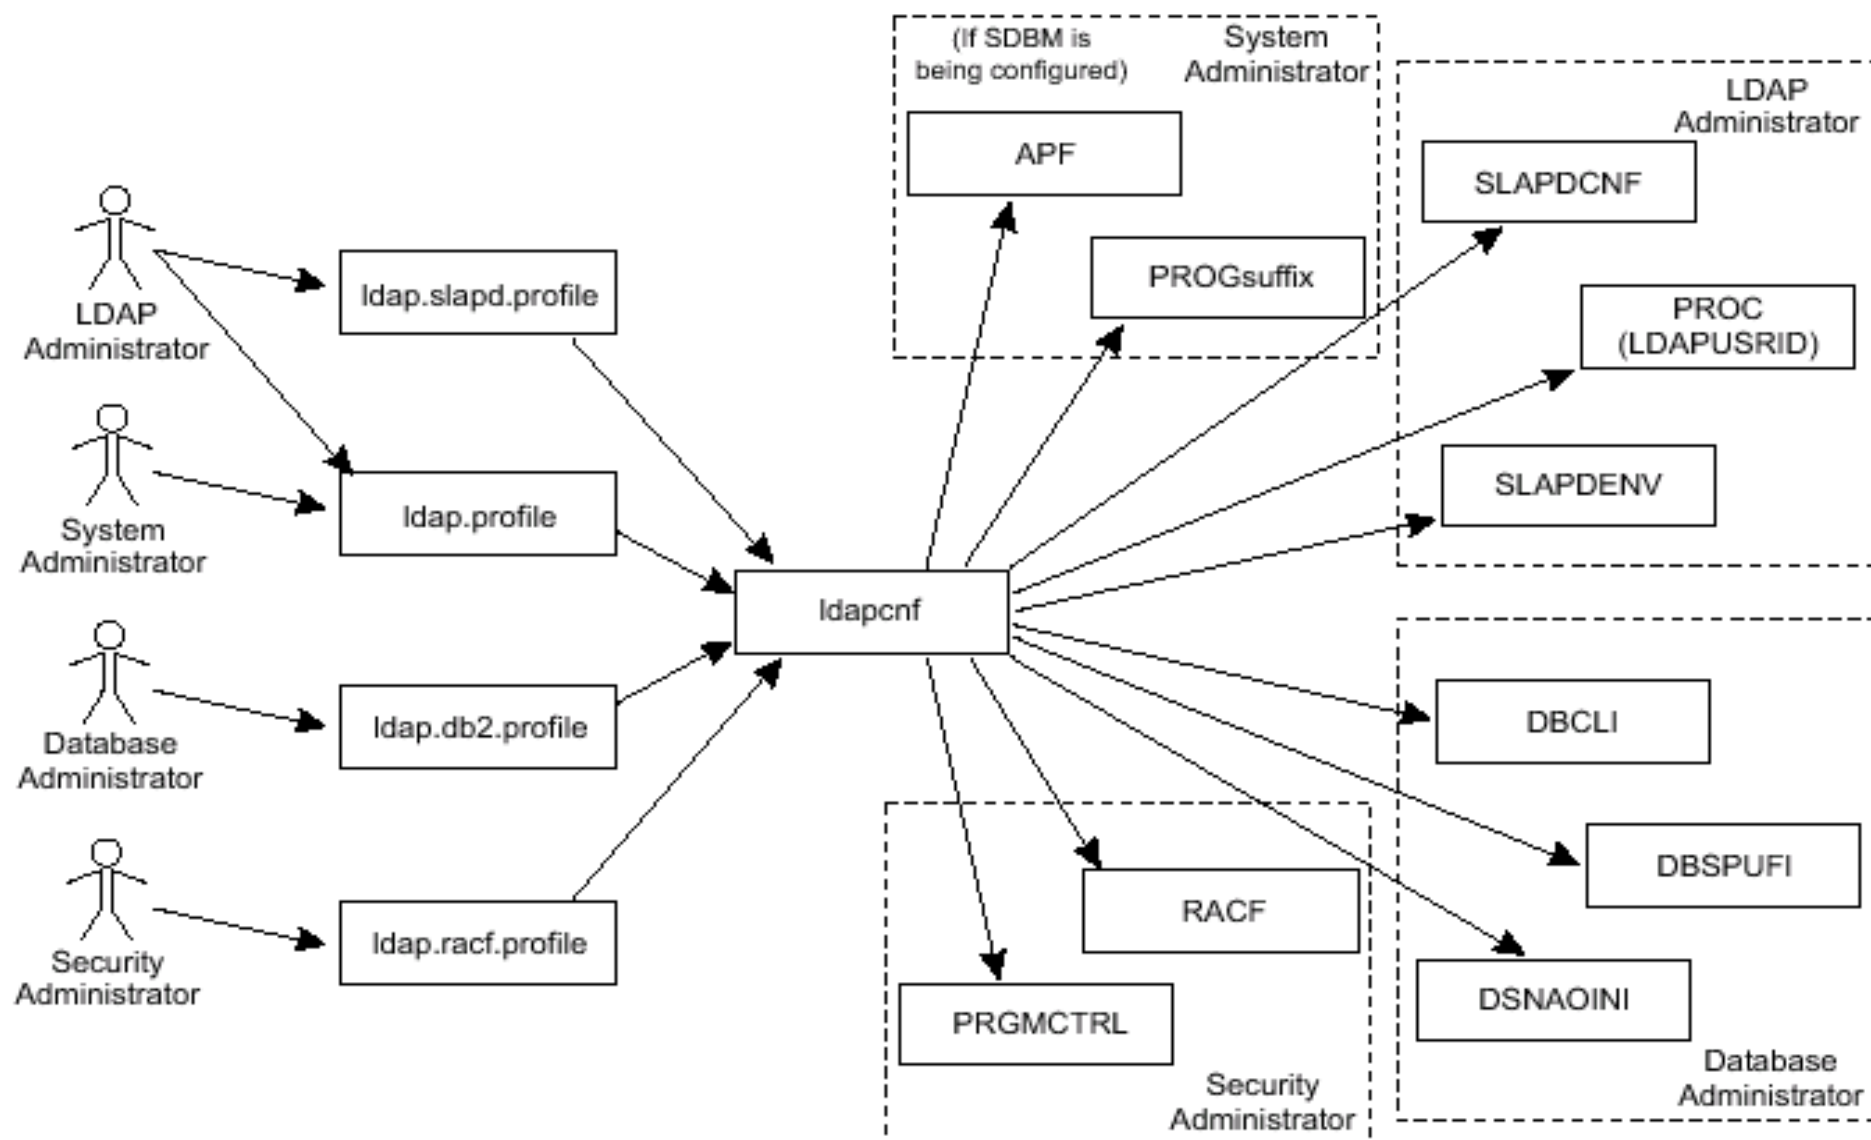 (If SDBM is
being configured)
System
Administrator
APF
PROGsuffix
LDAP
Administrator
SLAPDCNF
PROC
(LDAPUSRID)
SLAPDENV
LDAP
Administrator
ldap.slapd.profile
System
Administrator
ldap.profile
ldapcnf
Database
Administrator
ldap.db2.profile
Security
Administrator
ldap.racf.profile
RACF
PRGMCTRL
Security
Administrator
DBCLI
DBSPUFI
DSNAOINI
Database
Administrator